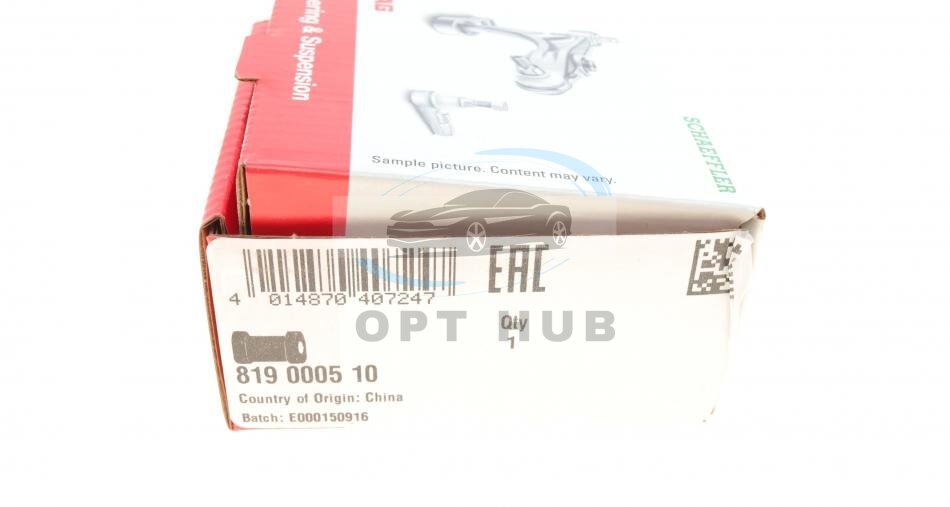 ering & Suspension
AG
SCHAEFFLER
Sample picture. Content may vary.
4 014870 407247
EAC
OPT HUB
Qty
1
819 0005 10
Country of Origin: China
Batch: E000150916